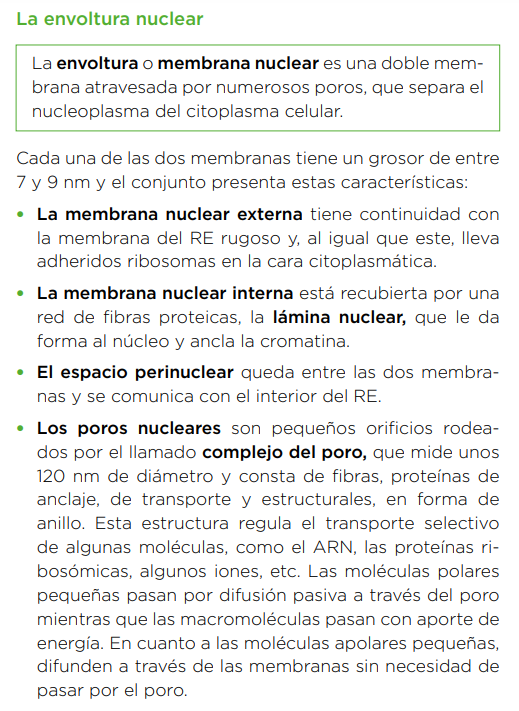 La envoltura nuclear
La envoltura o membrana nuclear es una doble mem-
brana atravesada por numerosos poros, que separa el
nucleoplasma del citoplasma celular.
Cada una de las dos membranas tiene un grosor de entre
7 y 9 nm y el conjunto presenta estas características:
• La membrana nuclear externa tiene continuidad con
la membrana del RE rugoso y, al igual que este, lleva
adheridos ribosomas en la cara citoplasmática.
• La membrana nuclear interna está recubierta por una
red de fibras proteicas, la lámina nuclear, que le da
forma al núcleo y ancla la cromatina.
• El espacio perinuclear queda entre las dos membra-
nas y se comunica con el interior del RE.
• Los poros nucleares son pequeños orificios rodea-
dos por el llamado complejo del poro, que mide unos
120 nm de diámetro y consta de fibras, proteínas de
anclaje, de transporte y estructurales, en forma de
anillo. Esta estructura regula el transporte selectivo
de algunas moléculas, como el ARN, las proteínas ri-
bosómicas, algunos iones, etc. Las moléculas polares
pequeñas pasan por difusión pasiva a través del poro
mientras que las macromoléculas pasan con aporte de
energía. En cuanto a las moléculas apolares pequeñas,
difunden a través de las membranas sin necesidad de
pasar por el poro.